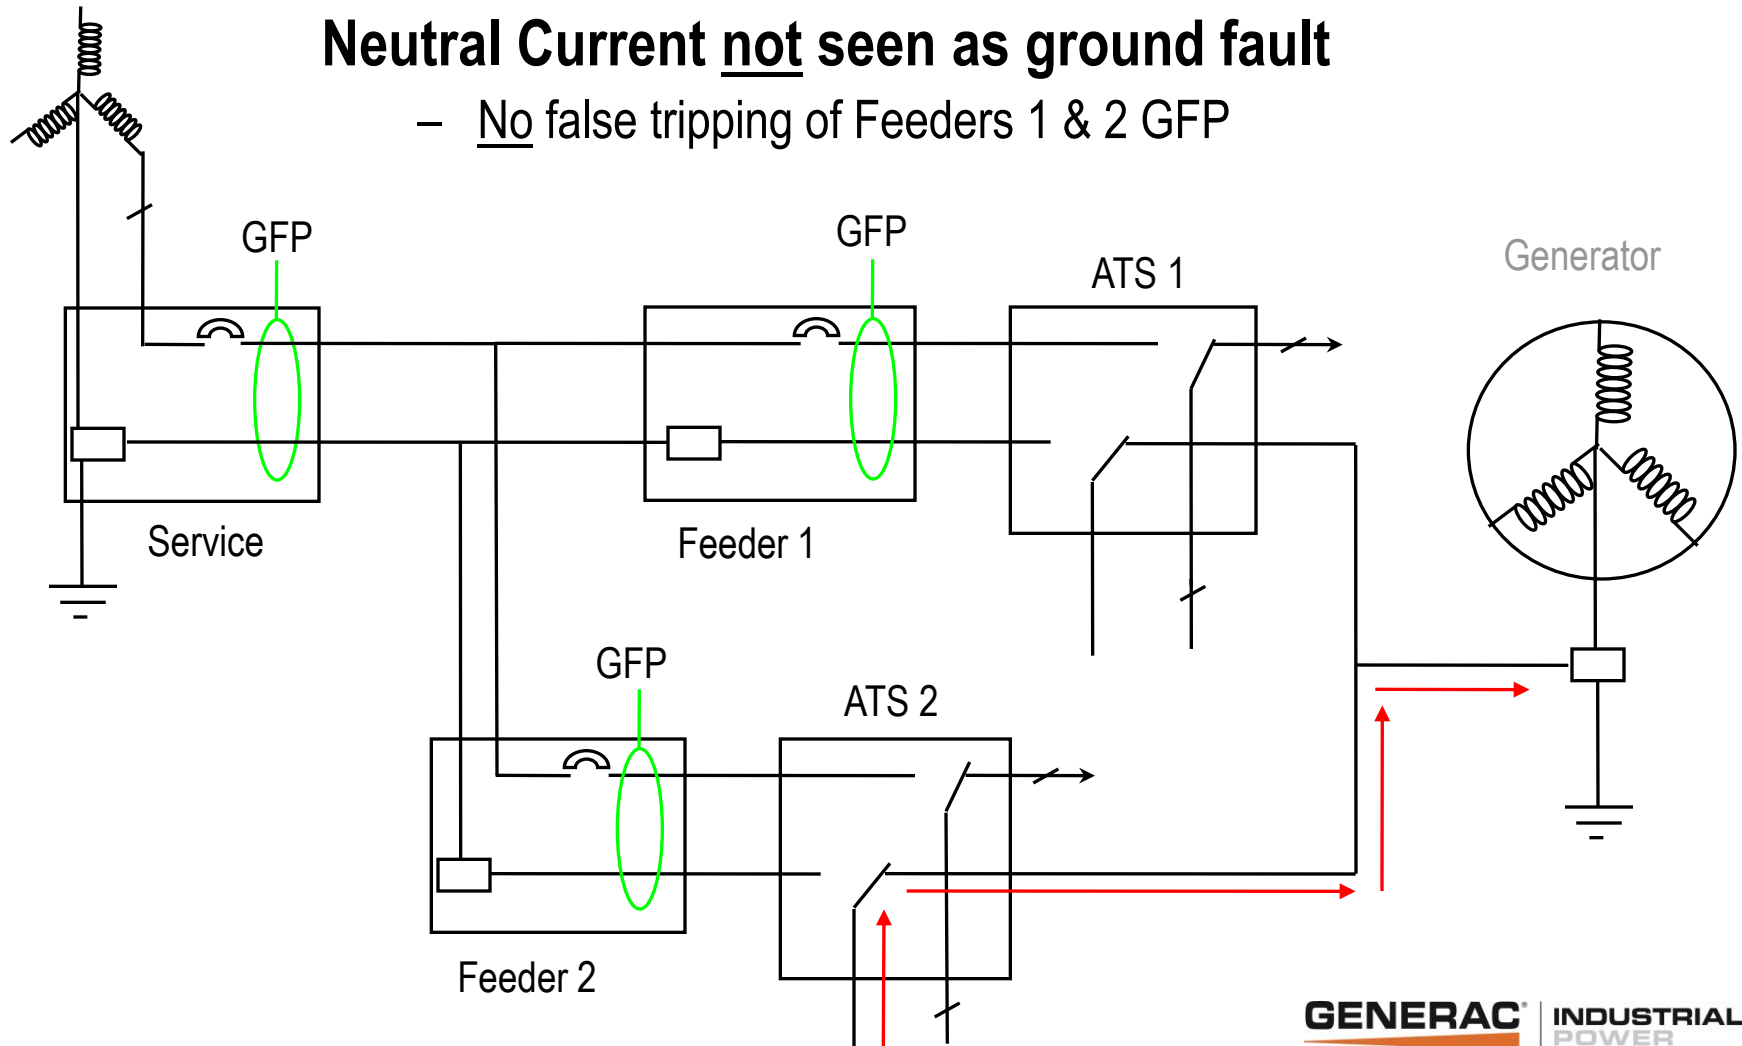 Neutral Current not seen as ground fault
– No false tripping of Feeders 1 & 2 GFP
GFP
GFP
ATS 1
Generator
Service
Feeder 1
GFP
ATS 2
Feeder 2
GENERAC® INDUSTRIAL
POWER